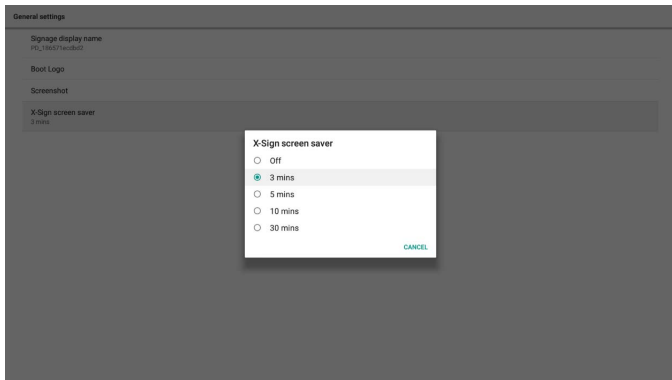 General settings
Signage display name
Boot Logo
Screenshot
X-Sign screen saver
3 mins
X-Sign screen saver
Off
3 mins
5 mins
10 mins
30 mins
CANCEL